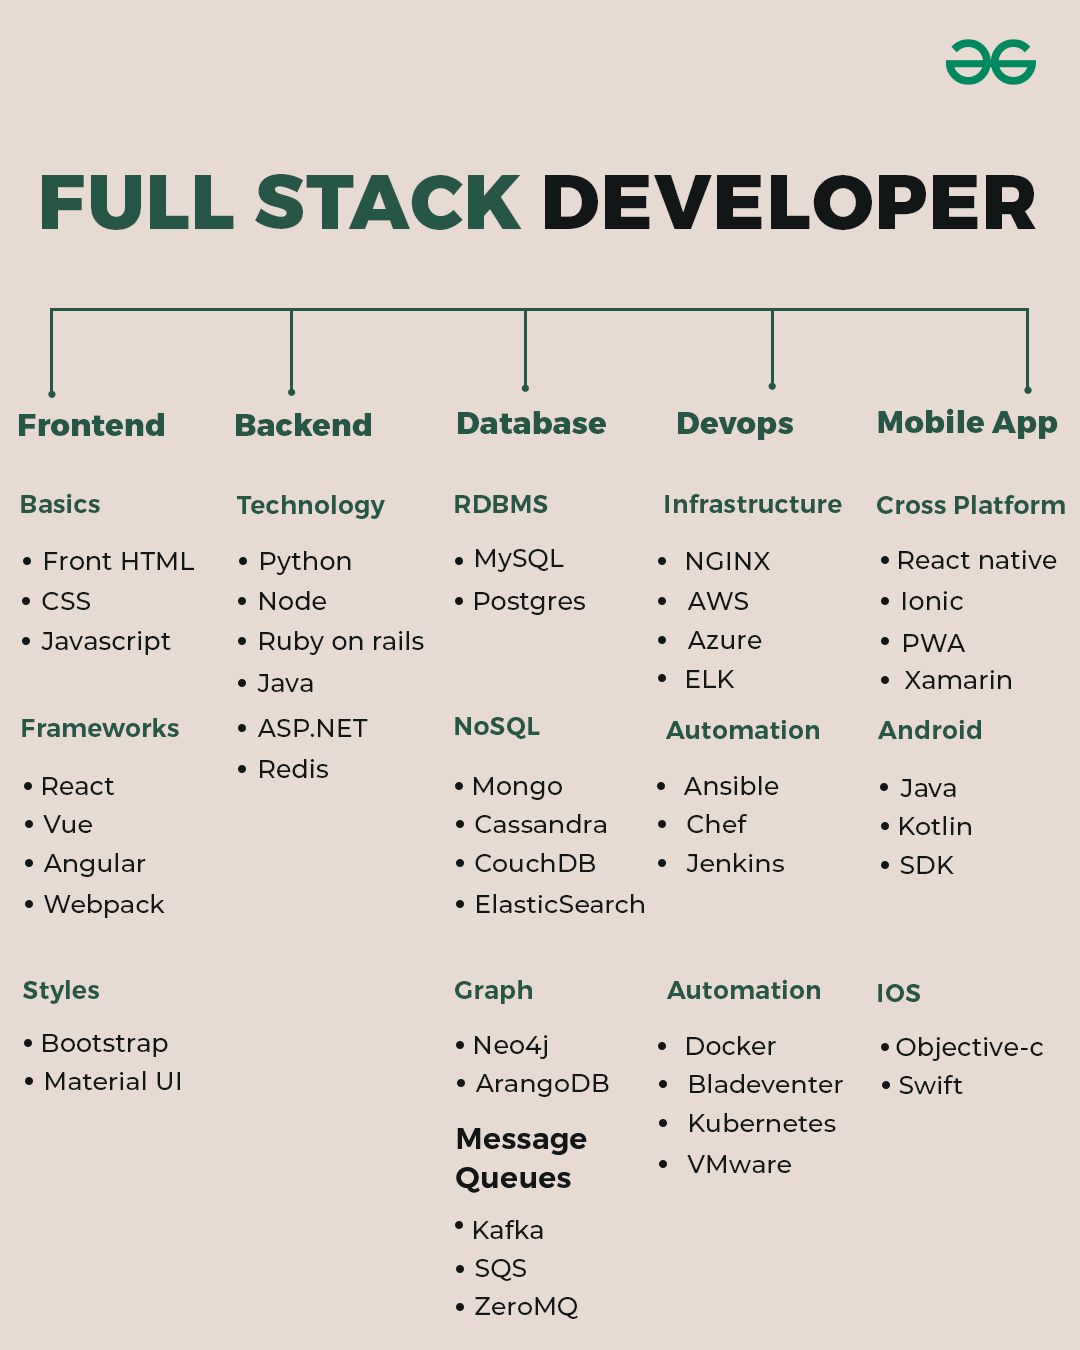 FULL STACK DEVELOPER
Frontend
Basics
• Front HTML
• CSS
• Javascript
Frameworks
• React
• Vue
• Angular
• Webpack
Styles
• Bootstrap
• Material UI
Backend
Technology
• Python
• Node
• Ruby on rails
• Java
• ASP.NET
• Redis
Database
RDBMS
• MySQL
• Postgres
NoSQL
• Mongo
• Cassandra
• CouchDB
• ElasticSearch
Graph
• Neo4j
• ArangoDB
Message
Queues
• Kafka
• SQS
• ZeroMQ
Devops
Infrastructure
• NGINX
• AWS
• Azure
• ELK
Automation
• Ansible
• Chef
• Jenkins
Automation
• Docker
• Bladeventer
• Kubernetes
• VMware
Mobile App
Cross Platform
• React native
• Ionic
• PWA
• Xamarin
Android
• Java
• Kotlin
• SDK
IOS
• Objective-c
• Swift